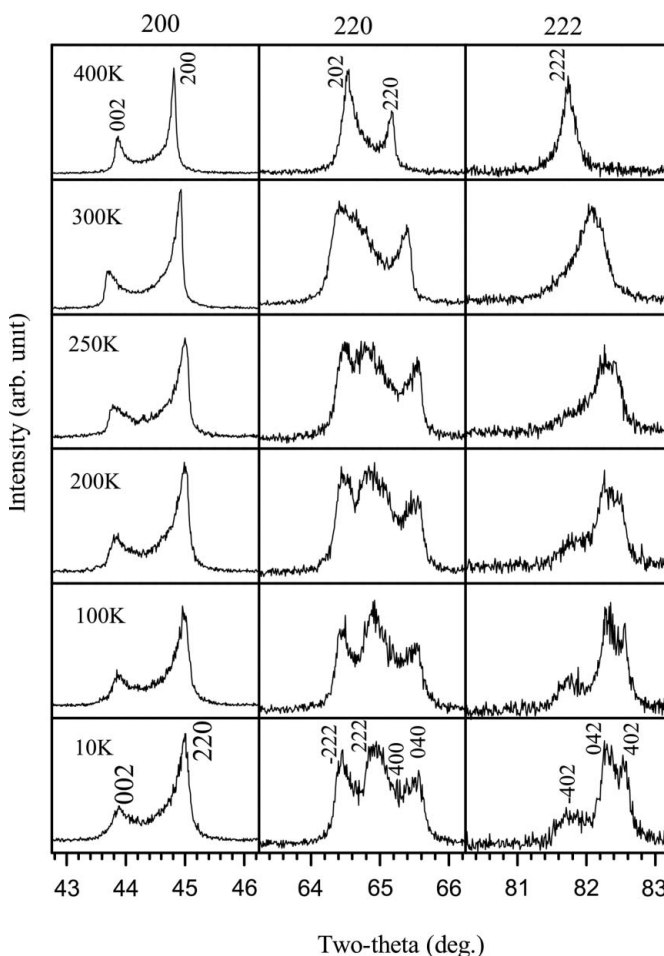 200 220 222
400K 002 200 202 220 222
300K
250K
200K
100K
10K 002 220 -222 222 400 040 -402 042 402
43 44 45 46 64 65 66 81 82 83
Intensity (arb. unit)
Two-theta (deg.)